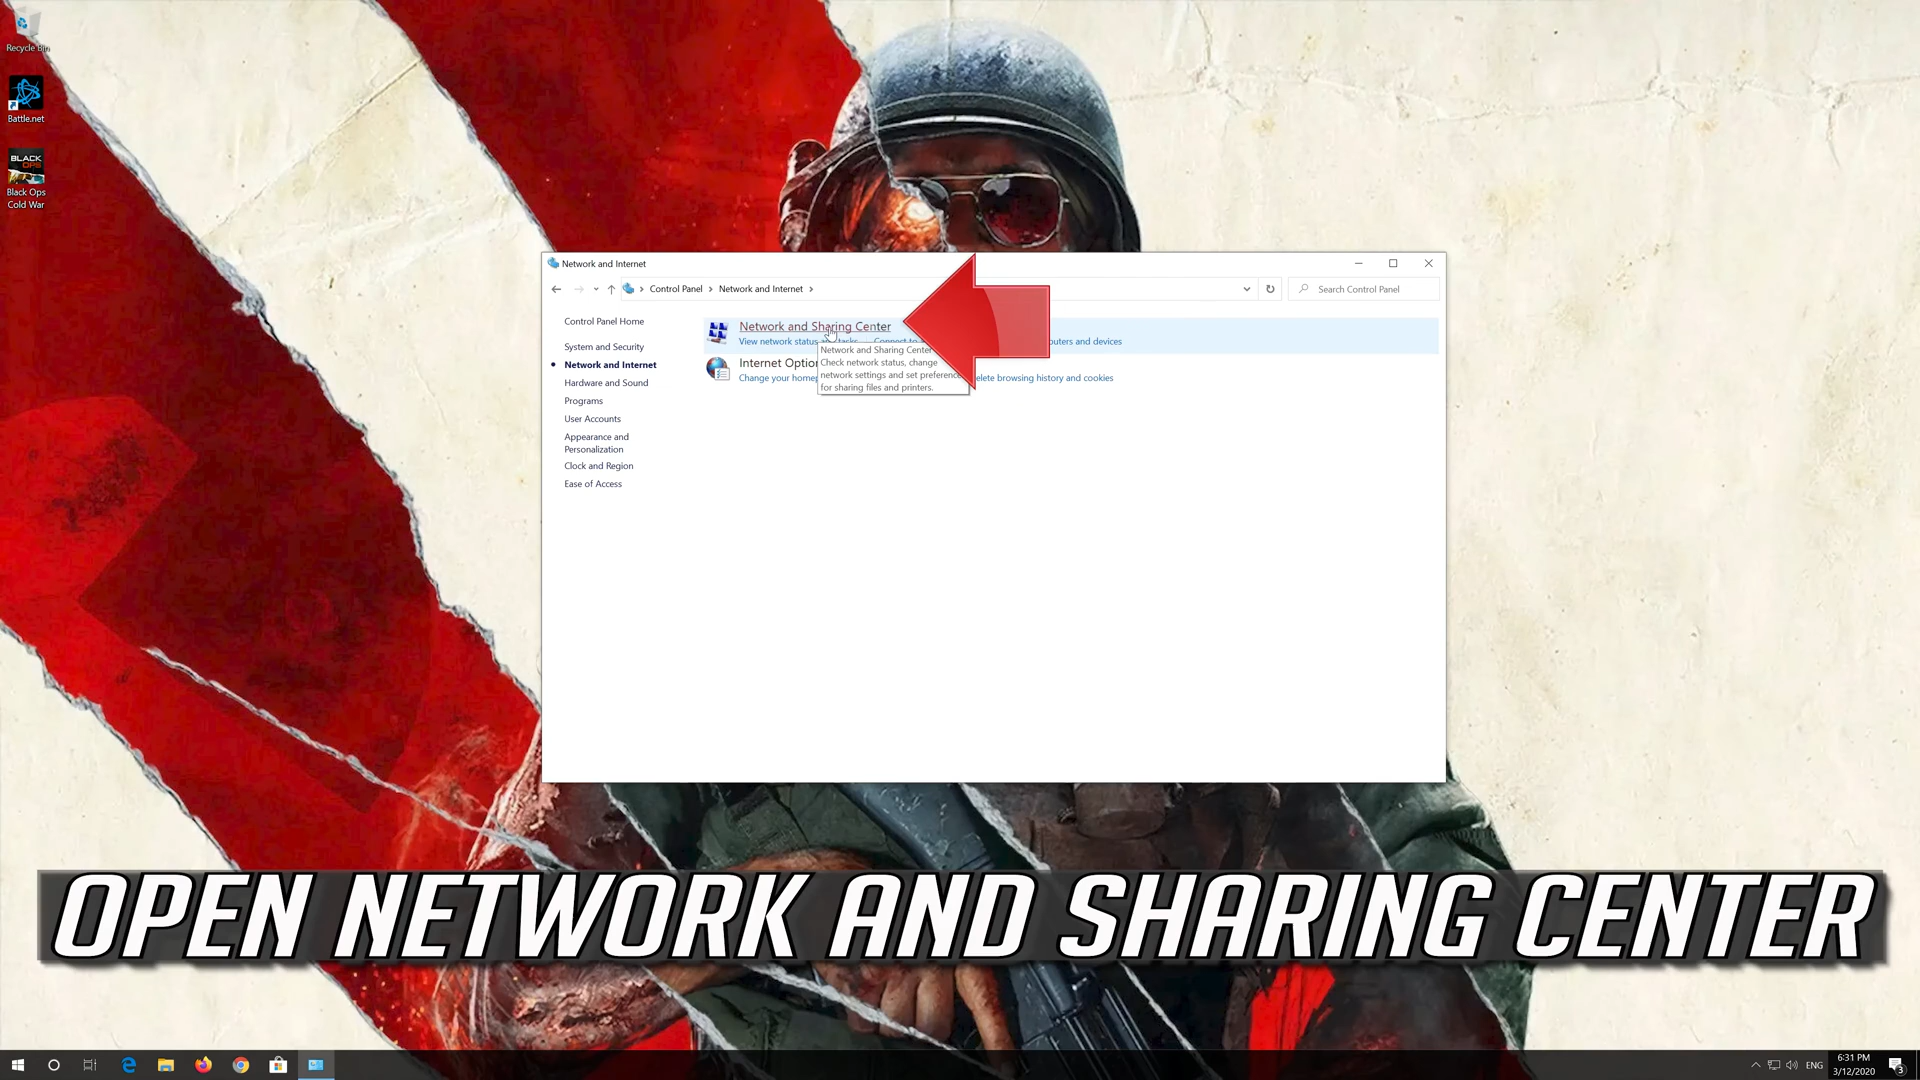 Recycle Bin
Battle.net
BLACK
OPS
Black Ops
Cold War
Network and Internet
Control Panel > Network and Internet >
Search Control Panel
Control Panel Home
System and Security
Network and Internet
Hardware and Sound
Programs
User Accounts
Appearance and
Personalization
Clock and Region
Ease of Access
Network and Sharing Center
View network status and tasks Connect to devices
Internet Options
Change your browsing history and cookies
Network and Sharing Center
Check network status, change
network settings and set preferences
for sharing files and printers.
OPEN NETWORK AND SHARING CENTER
ENG
6:31 PM
3/12/2020
3